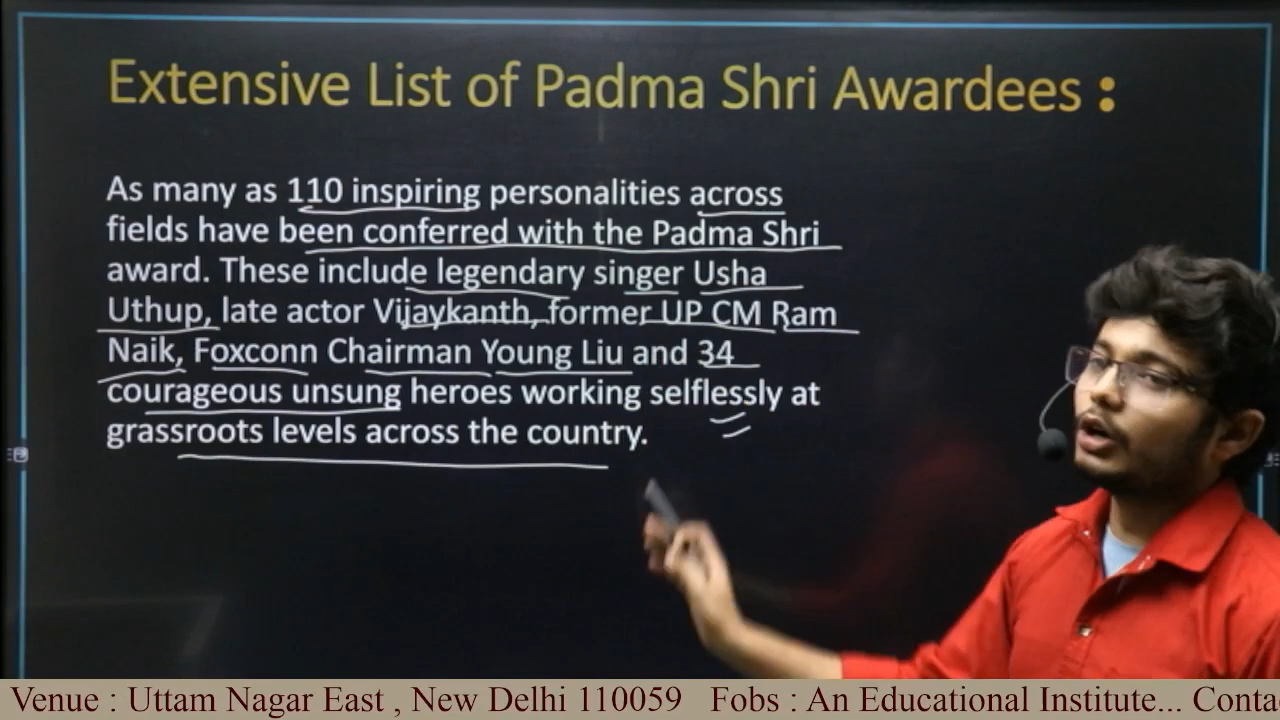 Extensive List of Padma Shri Awardees :
As many as 110 inspiring personalities across
fields have been conferred with the Padma Shri
award. These include legendary singer Usha
Uthup, late actor Vijaykanth, former UP CM Ram
Naik, Foxconn Chairman Young Liu and 34
courageous unsung heroes working selflessly at
grassroots levels across the country.
Venue : Uttam Nagar East , New Delhi 110059 Fobs : An Educational Institute... Conta